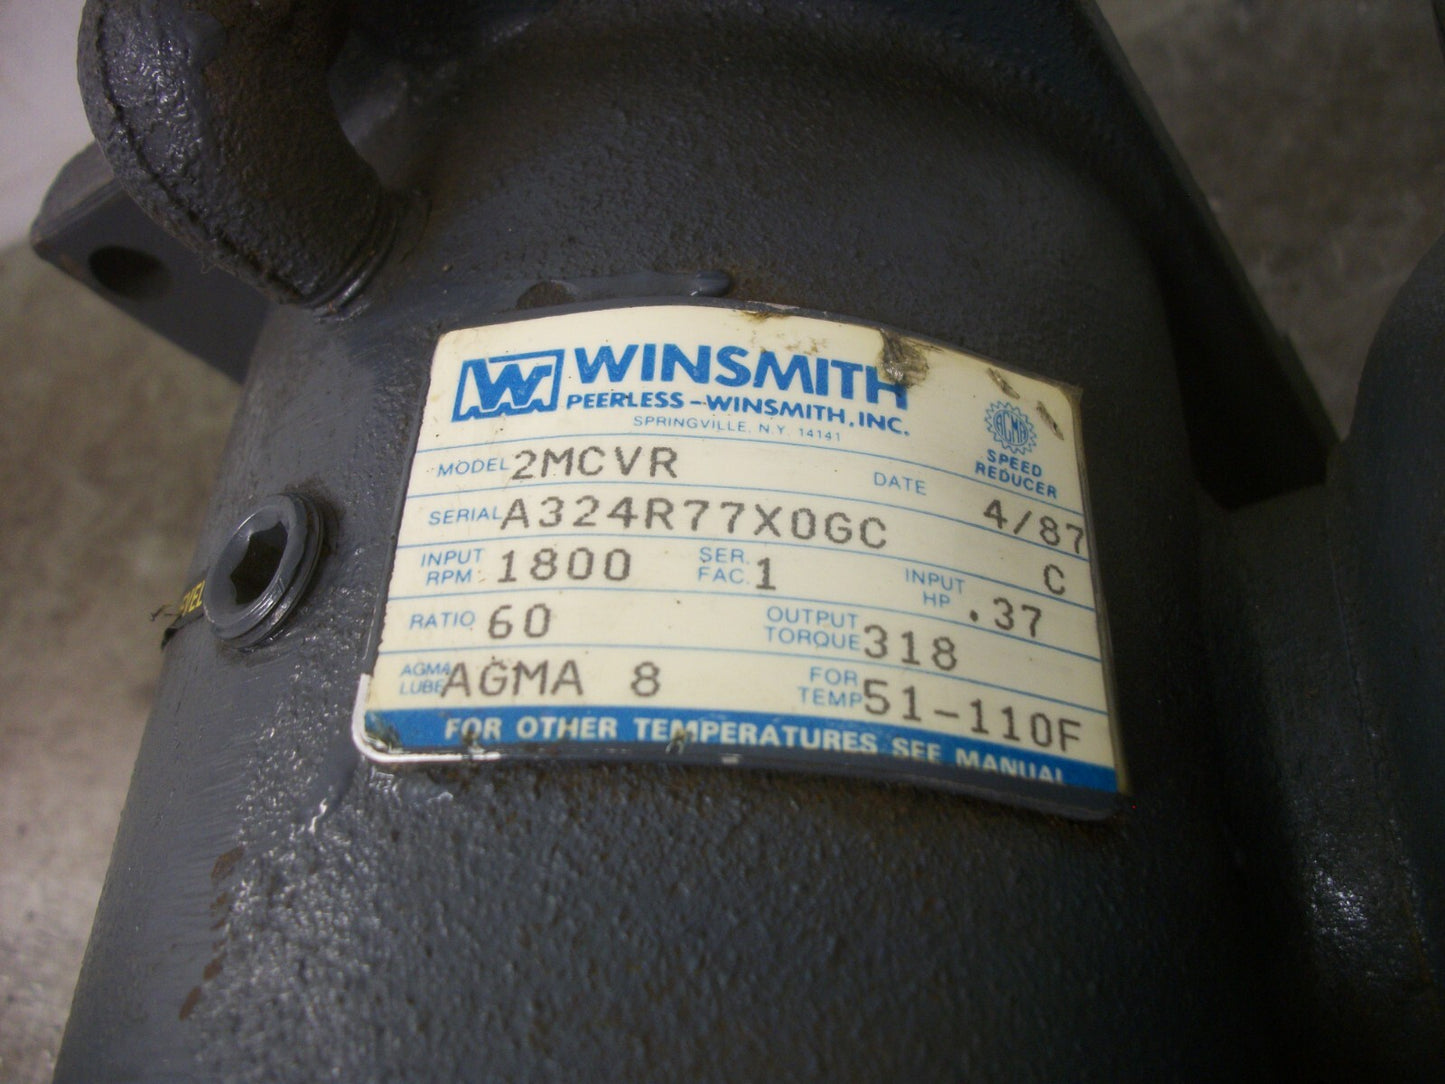 W WINSMITH
PEERLESS-WINSMITH, INC.
SPRINGVILLE, N.Y. 14141
AGMA
SPEED
REDUCER
MODEL 2MCVR DATE 4/87
SERIAL A324R77X0GC C
INPUT RPM 1800 SER. FAC. 1 INPUT HP .37
RATIO 60 OUTPUT TORQUE 318
AGMA LUBE AGMA 8 FOR TEMP 51-110F
FOR OTHER TEMPERATURES SEE MANUAL